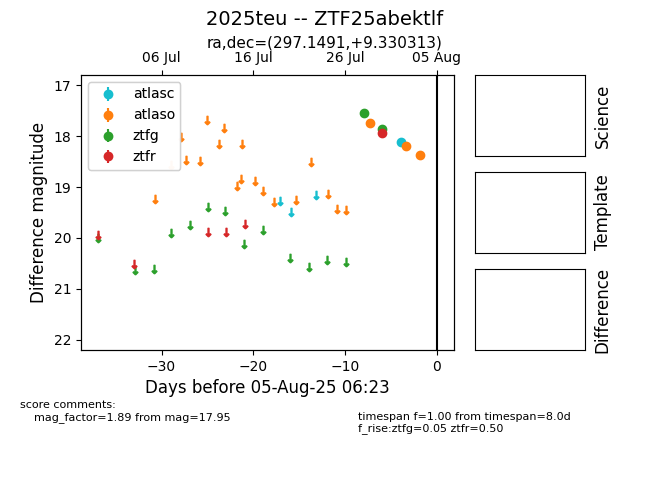 2025teu -- ZTF25abektlf
ra,dec=(297.1491,+9.330313)
06 Jul 16 Jul 26 Jul 05 Aug
17
18
19
20
21
22
Difference magnitude
atlasc
atlaso
ztfg
ztfr
−30 −20 −10 0
Days before 05-Aug-25 06:23
Science
Template
Difference
score comments:
mag_factor=1.89 from mag=17.95
timespan f=1.00 from timespan=8.0d
f_rise:ztfg=0.05 ztfr=0.50